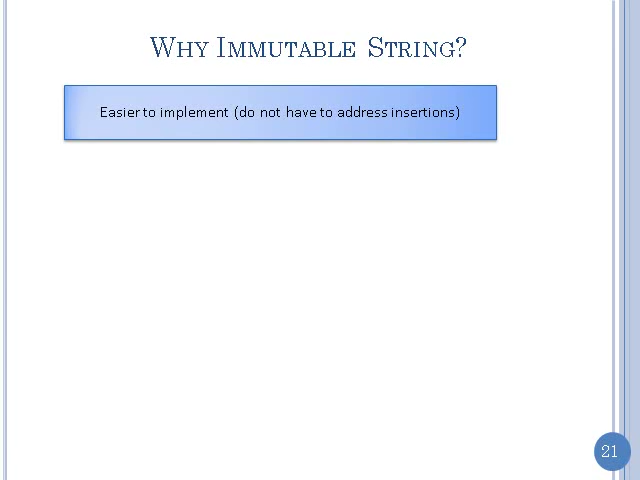 WHY IMMUTABLE STRING?
Easier to implement (do not have to address insertions)
21